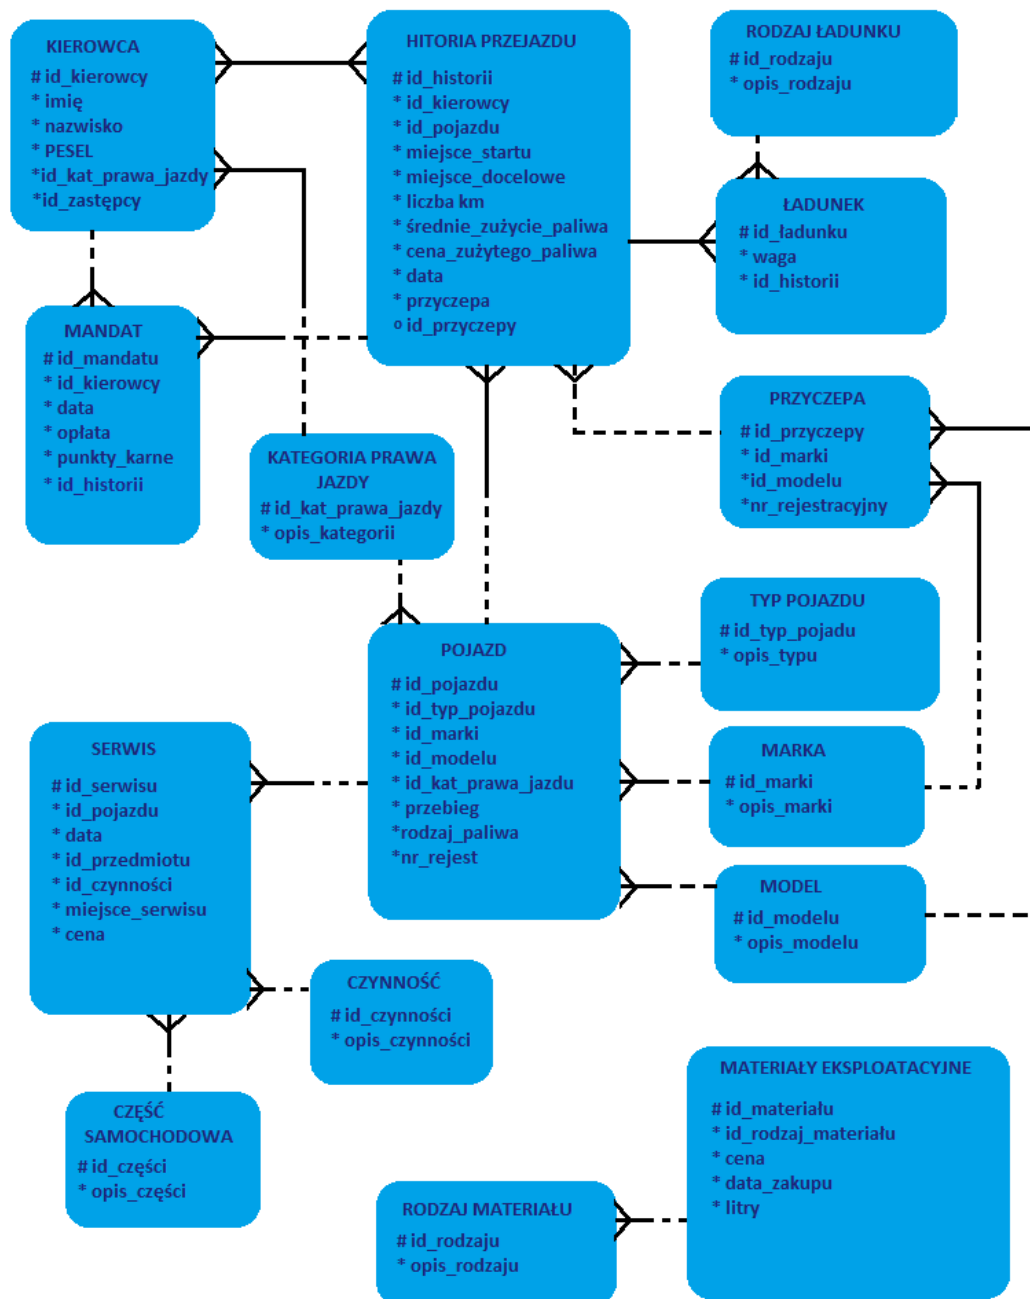 KIEROWCA
# id_kierowcy
* imię
* nazwisko
* PESEL
*id_kat_prawa_jazdy
*id_zastępcy
HITORIA PRZEJAZDU
# id_historii
* id_kierowcy
* id_pojazdu
* miejsce_startu
* miejsce_docelowe
* liczba km
* średnie_zużycie_paliwa
* cena_zużytego_paliwa
* data
* przyczepa
o id_przyczepy
RODZAJ ŁADUNKU
# id_rodzaju
* opis_rodzaju
ŁADUNEK
# id_ładunku
* waga
* id_historii
MANDAT
# id_mandatu
* id_kierowcy
* data
* opłata
* punkty_karne
* id_historii
KATEGORIA PRAWA
JAZDY
# id_kat_prawa_jazdy
* opis_kategorii
PRZYCZEPA
# id_przyczepy
* id_marki
*id_modelu
*nr_rejestracyjny
POJAZD
# id_pojazdu
* id_typ_pojazdu
* id_marki
* id_modelu
* id_kat_prawa_jazdu
* przebieg
*rodzaj_paliwa
*nr_rejest
TYP POJAZDU
# id_typ_pojadu
* opis_typu
MARKA
# id_marki
* opis_marki
MODEL
# id_modelu
* opis_modelu
SERWIS
# id_serwisu
* id_pojazdu
* data
* id_przedmiotu
* id_czynności
* miejsce_serwisu
* cena
CZYNNOŚĆ
# id_czynności
* opis_czynności
CZĘŚĆ
SAMOCHODOWA
# id_części
* opis_części
RODZAJ MATERIAŁU
# id_rodzaju
* opis_rodzaju
MATERIAŁY EKSPLOATACYJNE
# id_materiału
* id_rodzaj_materiału
* cena
* data_zakupu
* litry